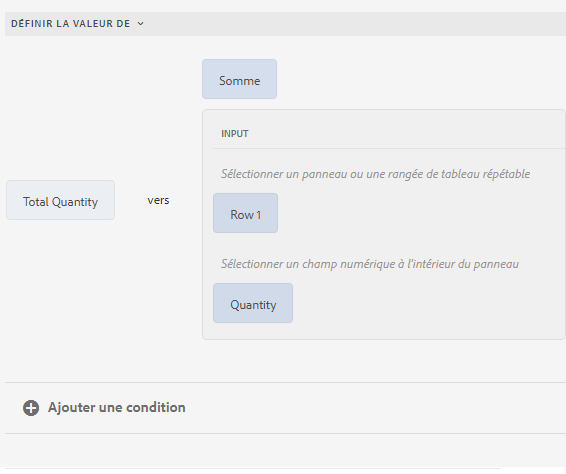 DÉFINIR LA VALEUR DE
Somme
INPUT
Sélectionner un panneau ou une rangée de tableau répétable
Total Quantity
vers
Row 1
Sélectionner un champ numérique à l'intérieur du panneau
Quantity
Ajouter une condition